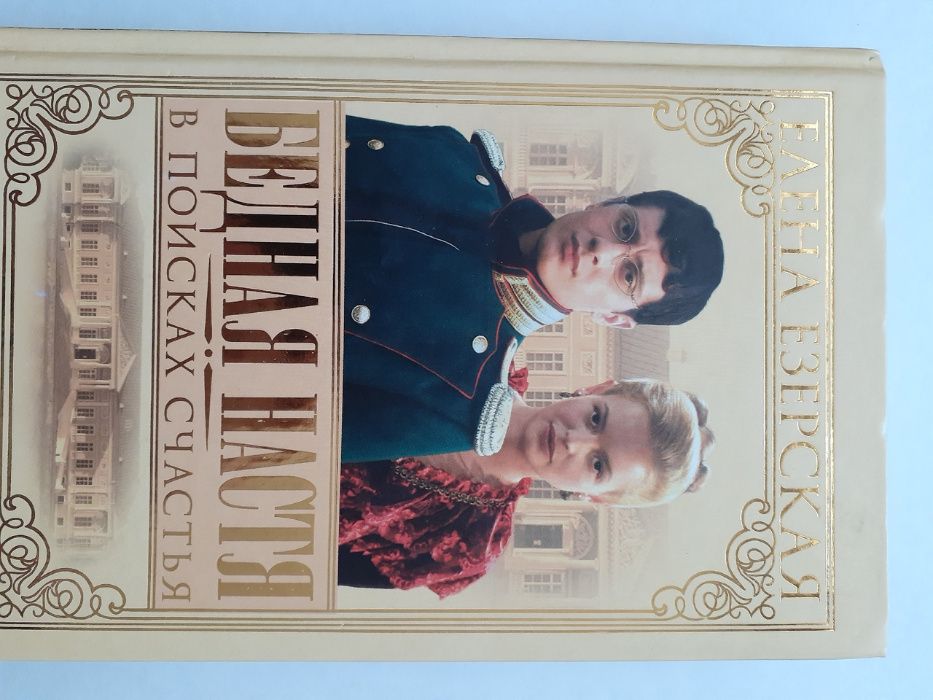 ЕЛЕНА ЕЗЕРСКАЯ
БЕДНАЯ НАСТЯ
В ПОИСКАХ СЧАСТЬЯ